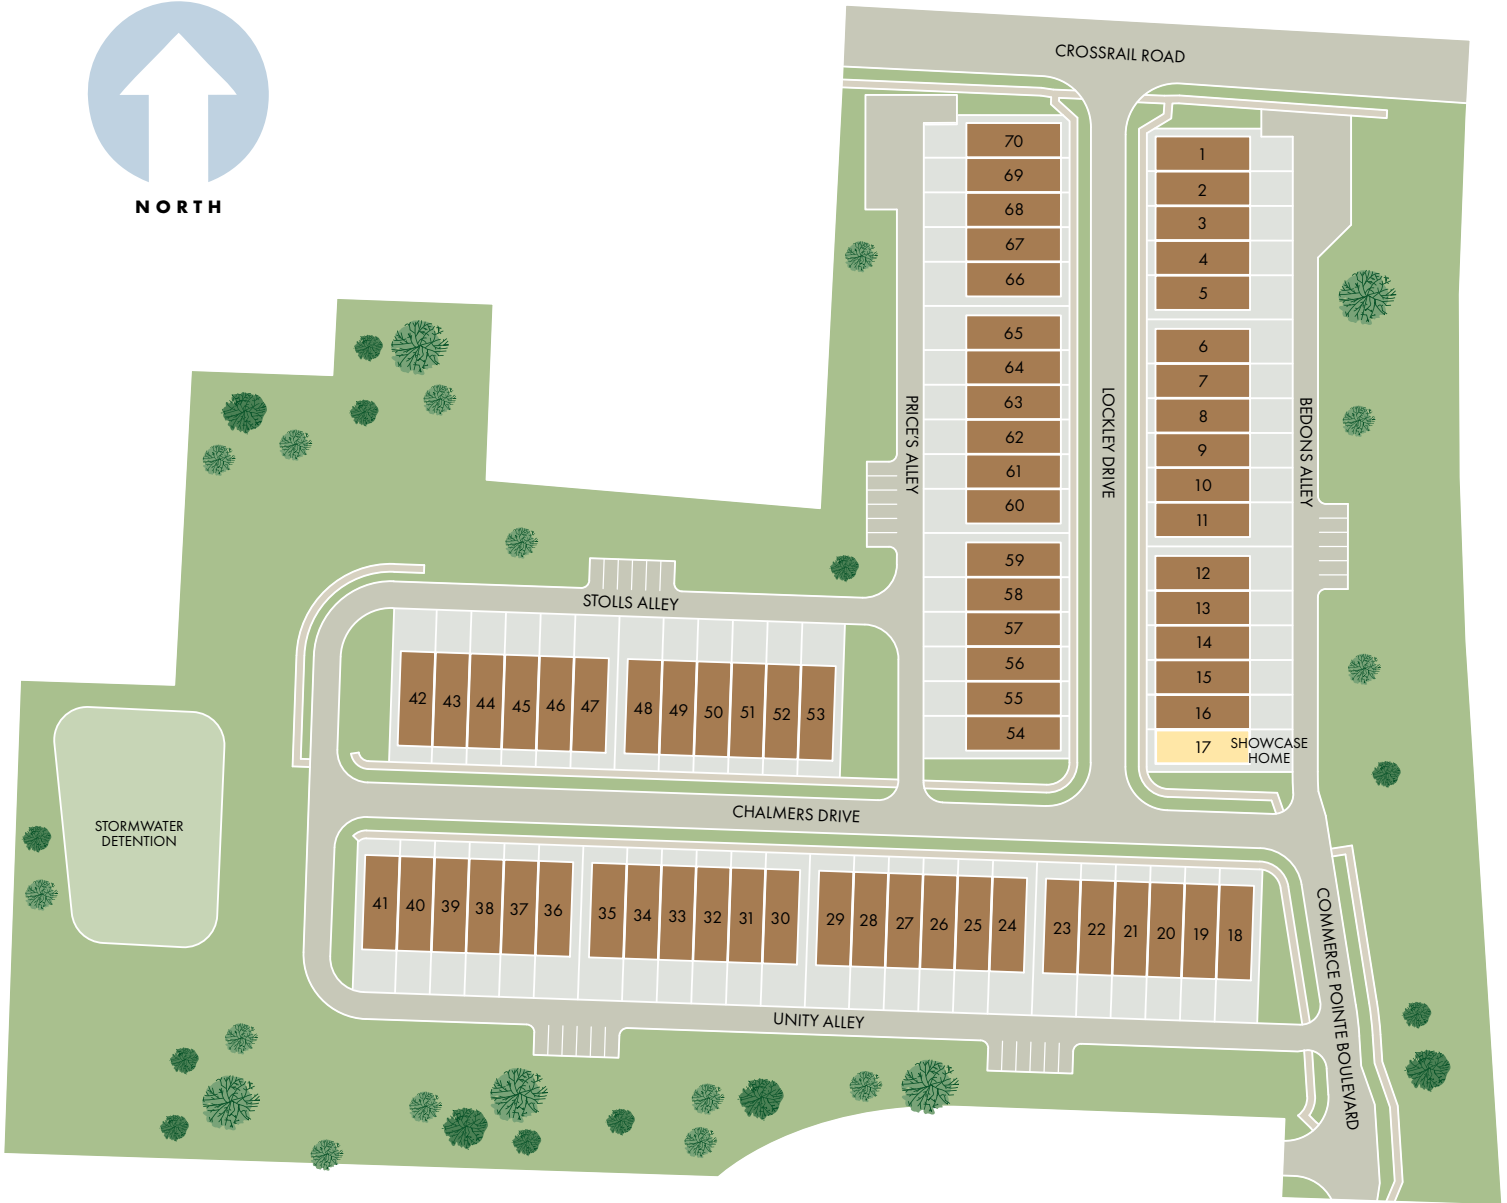 NORTH
CROSSRAIL ROAD
70
69
68
67
66
65
64
63
62
61
60
59
58
57
56
55
54
1
2
3
4
5
6
7
8
9
10
11
12
13
14
15
16
17
SHOWCASE
HOME
PRICE'S ALLEY
LOCKLEY DRIVE
BEDONS ALLEY
STOLLS ALLEY
42 43 44 45 46 47 48 49 50 51 52 53
CHALMERS DRIVE
STORMWATER
DETENTION
41 40 39 38 37 36 35 34 33 32 31 30 29 28 27 26 25 24 23 22 21 20 19 18
UNITY ALLEY
COMMERCE POINTE BOULEVARD